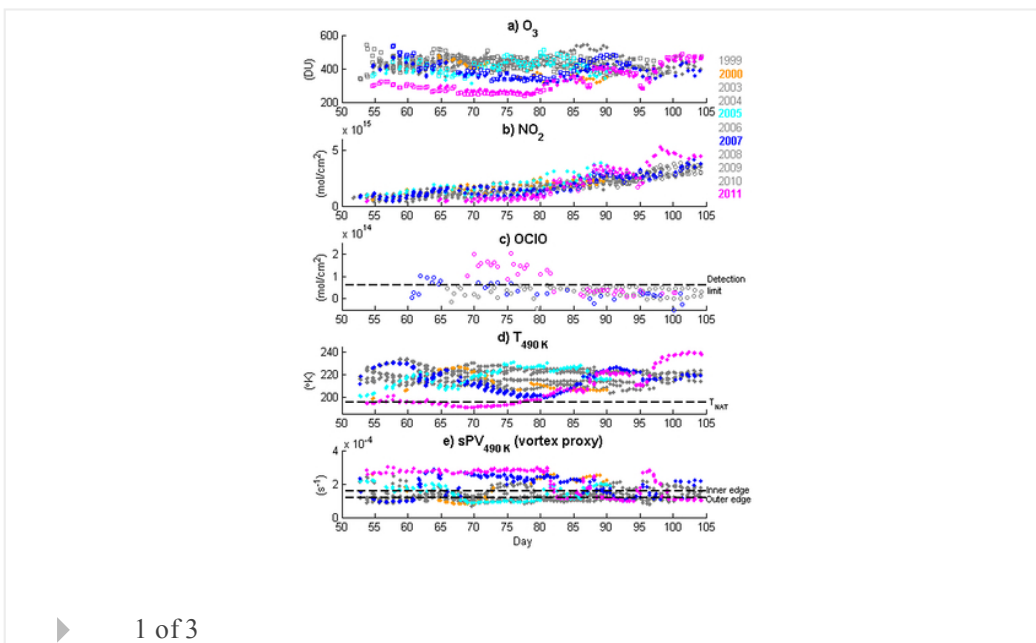 a) O3
600
400
200
(DU)
50 55 60 65 70 75 80 85 90 95 100 105
1999
2000
2003
2004
2005
2006
2007
2008
2009
2010
2011
x 10^15
b) NO2
5
0
(mol/cm2)
50 55 60 65 70 75 80 85 90 95 100 105
x 10^14
c) OClO
2
1
0
(mol/cm2)
Detection
limit
50 55 60 65 70 75 80 85 90 95 100 105
d) T490 K
240
220
200
(°K)
TNAT
50 55 60 65 70 75 80 85 90 95 100 105
x 10^-4
e) sPV490 K (vortex proxy)
4
2
0
(s-1)
Inner edge
Outer edge
50 55 60 65 70 75 80 85 90 95 100 105
Day
1 of 3